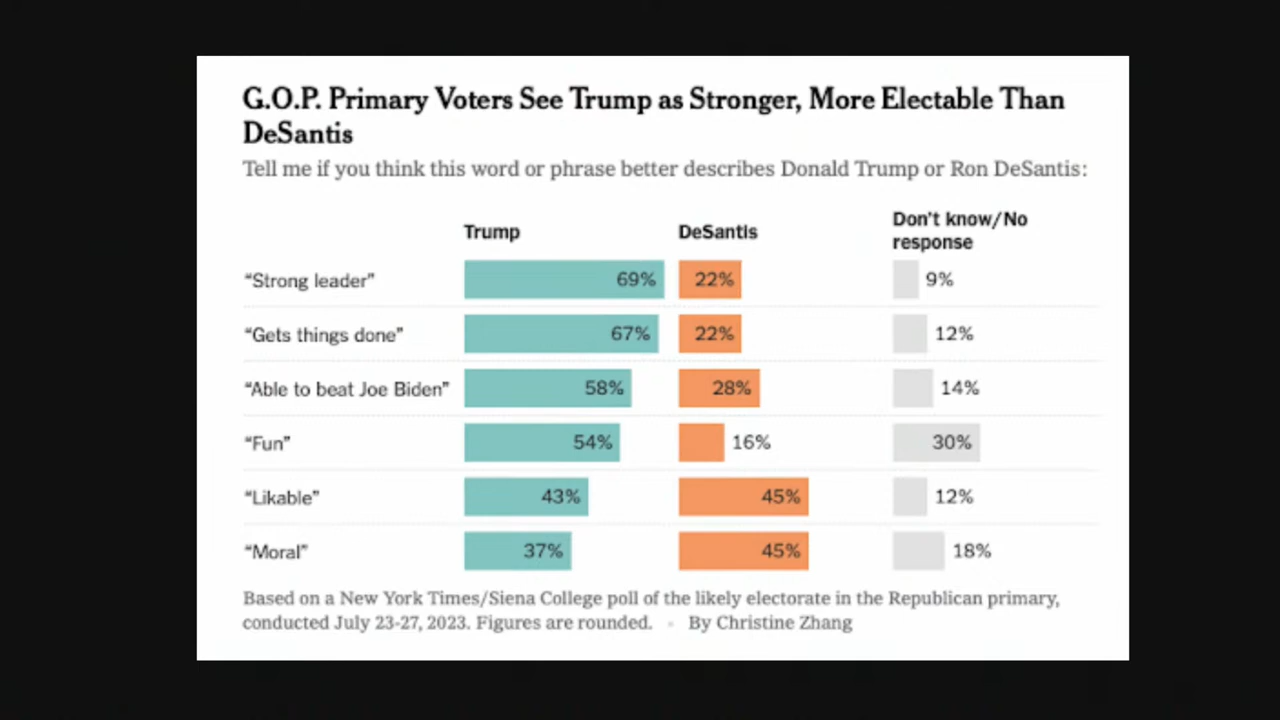 G.O.P. Primary Voters See Trump as Stronger, More Electable Than
DeSantis
Tell me if you think this word or phrase better describes Donald Trump or Ron DeSantis:
Trump DeSantis Don't know/No response
“Strong leader” 69% 22% 9%
“Gets things done” 67% 22% 12%
“Able to beat Joe Biden” 58% 28% 14%
“Fun” 54% 16% 30%
“Likable” 43% 45% 12%
“Moral” 37% 45% 18%
Based on a New York Times/Siena College poll of the likely electorate in the Republican primary,
conducted July 23-27, 2023. Figures are rounded. • By Christine Zhang